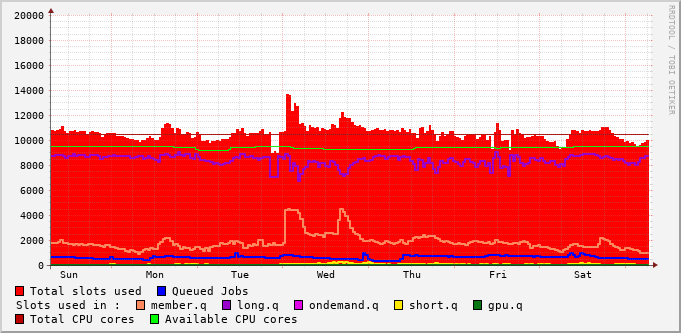 RRDTOOL / TOBI OETIKER
20000
18000
16000
14000
12000
10000
8000
6000
4000
2000
0
Sun Mon Tue Wed Thu Fri Sat
Total slots used Queued Jobs
Slots used in : member.q long.q ondemand.q short.q gpu.q
Total CPU cores Available CPU cores